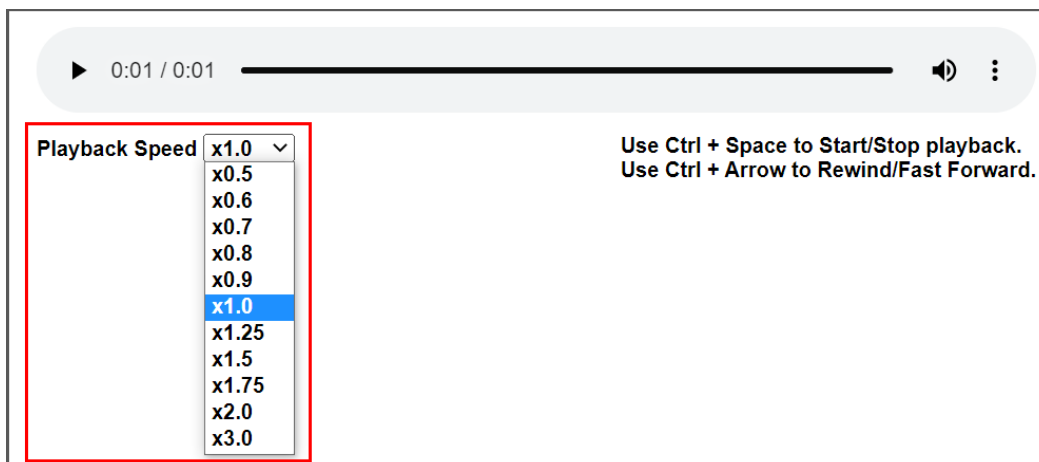 0:01 / 0:01
Playback Speed x1.0
Use Ctrl + Space to Start/Stop playback.
Use Ctrl + Arrow to Rewind/Fast Forward.
x0.5
x0.6
x0.7
x0.8
x0.9
x1.0
x1.25
x1.5
x1.75
x2.0
x3.0